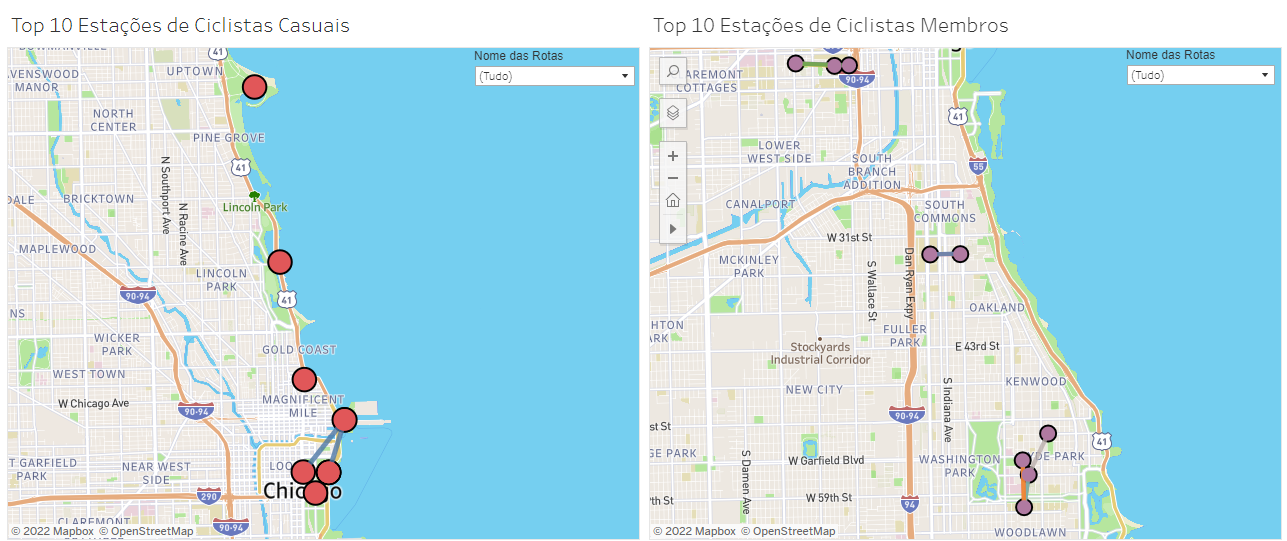 Top 10 Estações de Ciclistas Casuais
Nome das Rotas
(Tudo)
41
UPTOWN
AVENSWOOD
MANOR
NORTH
CENTER
PINE GROVE
41
N Southport Ave
Lincoln Park
BRICKTOWN
DALE
N Racine Ave
MAPLEWOOD
LINCOLN
PARK
90-94
41
NS
WICKER
PARK
GOLD COAST
WEST TOWN
W Chicago Ave
MAGNIFICENT
MILE
90-94
T GARFIELD
PARK
NEAR WEST
SIDE
LOO
290
Chic o
CLAREMONT
90-94
© 2022 Mapbox © OpenStreetMap
Top 10 Estações de Ciclistas Membros
Nome das Rotas
(Tudo)
AREMONT
COTTAGES
90-94
41
LOWER
WEST SIDE
SOUTH
BRANCH
ADDITION
55
CANALPORT
SOUTH
COMMONS
W 31st St
MCKINLEY
PARK
S Wallace St
Dan Ryan Expy
OAKLAND
HTON
ARK
FULLER
PARK
Stockyards
Industrial Corridor
E 43rd St
NEW CITY
KENWOOD
S Indiana Ave
90-94
st St
41
GE PARK
S Damen Ave
W Garfield Blvd
WASHINGTON
PARK
DE PARK
W 59th St
94
7th St
WOODLAWN
© 2022 Mapbox © OpenStreetMap